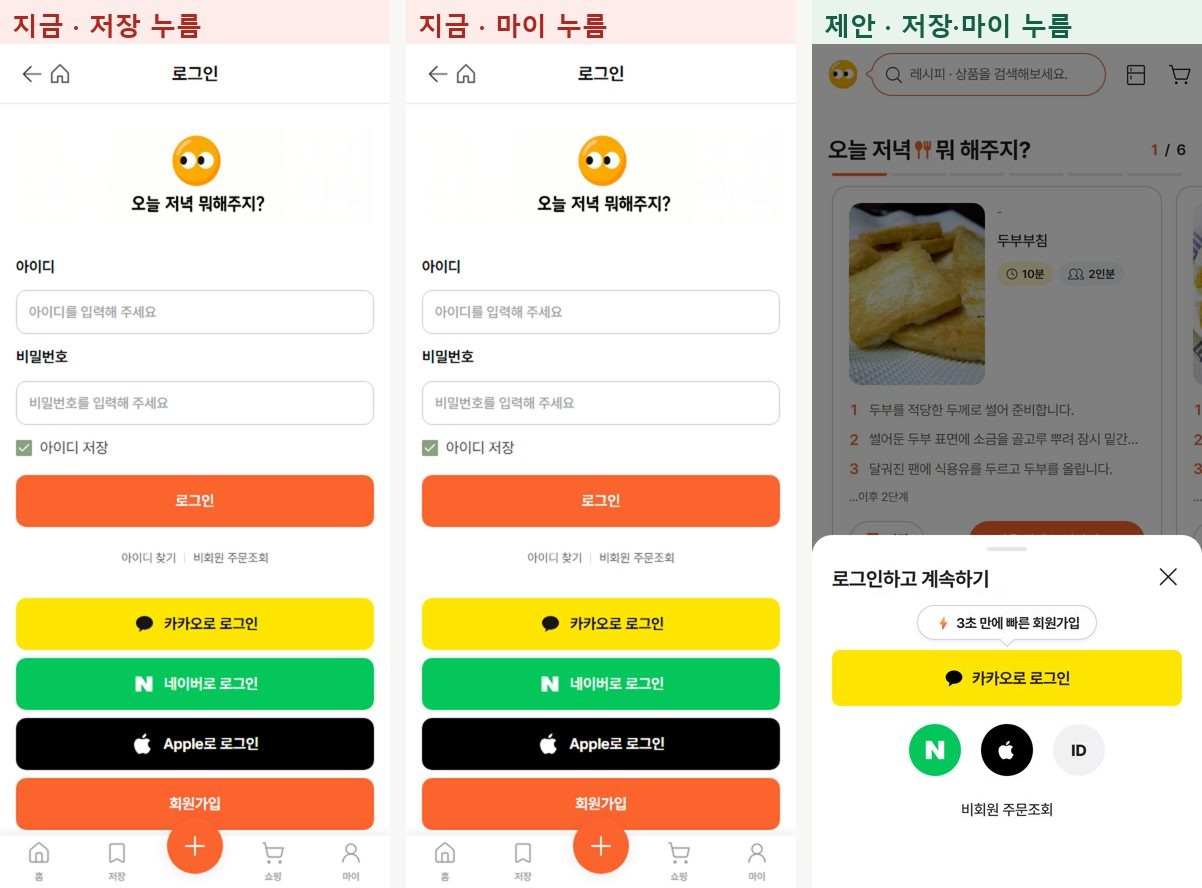 지금 · 저장 누름
로그인
오늘 저녁 뭐해주지?
아이디
아이디를 입력해 주세요
비밀번호
비밀번호를 입력해 주세요
아이디 저장
로그인
아이디 찾기 | 비회원 주문조회
카카오로 로그인
N 네이버로 로그인
Apple로 로그인
회원가입
홈 저장 쇼핑 마이
지금 · 마이 누름
로그인
오늘 저녁 뭐해주지?
아이디
아이디를 입력해 주세요
비밀번호
비밀번호를 입력해 주세요
아이디 저장
로그인
아이디 찾기 | 비회원 주문조회
카카오로 로그인
N 네이버로 로그인
Apple로 로그인
회원가입
홈 저장 쇼핑 마이
제안 · 저장·마이 누름
레시피 · 상품을 검색해보세요.
오늘 저녁 뭐 해주지?
1 / 6
-
두부부침
10분 2인분
1 두부를 적당한 두께로 썰어 준비합니다.
2 썰어둔 두부 표면에 소금을 골고루 뿌려 잠시 밑간...
3 달궈진 팬에 식용유를 두르고 두부를 올립니다.
...이후 2단계
로그인하고 계속하기
3초 만에 빠른 회원가입
카카오로 로그인
N ID
비회원 주문조회